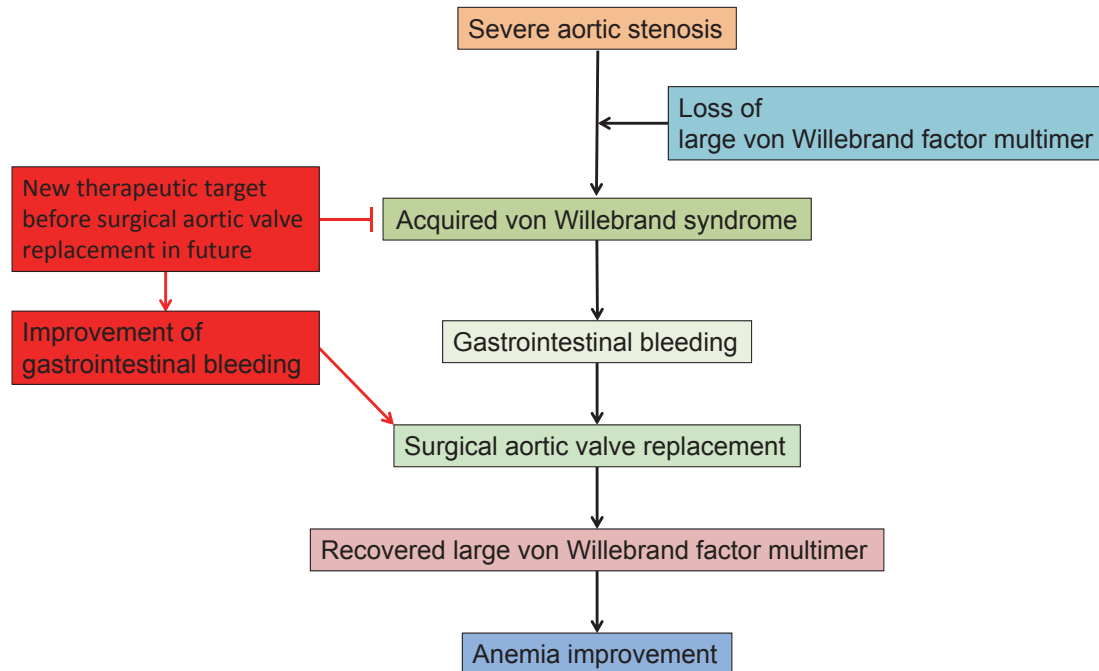 Severe aortic stenosis
Loss of
large von Willebrand factor multimer
New therapeutic target
before surgical aortic valve
replacement in future
Acquired von Willebrand syndrome
Improvement of
gastrointestinal bleeding
Gastrointestinal bleeding
Surgical aortic valve replacement
Recovered large von Willebrand factor multimer
Anemia improvement